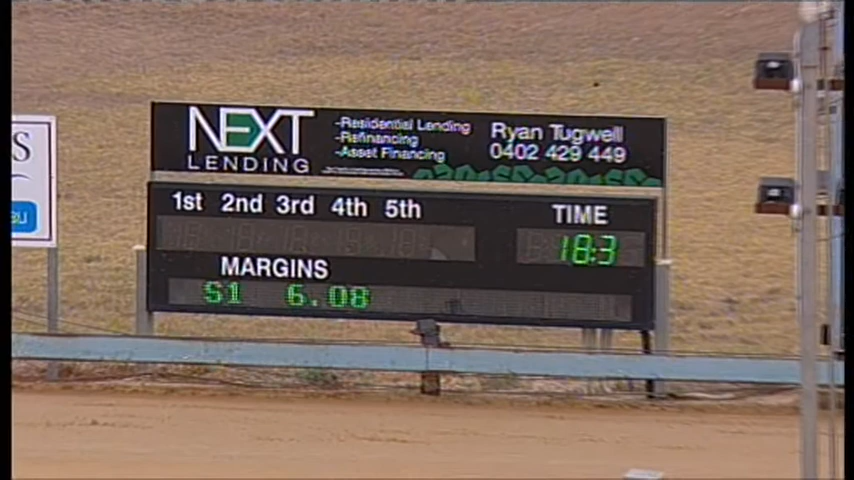 NEXT
LENDING
-Residential Lending
-Refinancing
-Asset Financing
Ryan Tugwell
0402 429 449
1st 2nd 3rd 4th 5th
TIME
18:3
MARGINS
S1 6.08
S
au